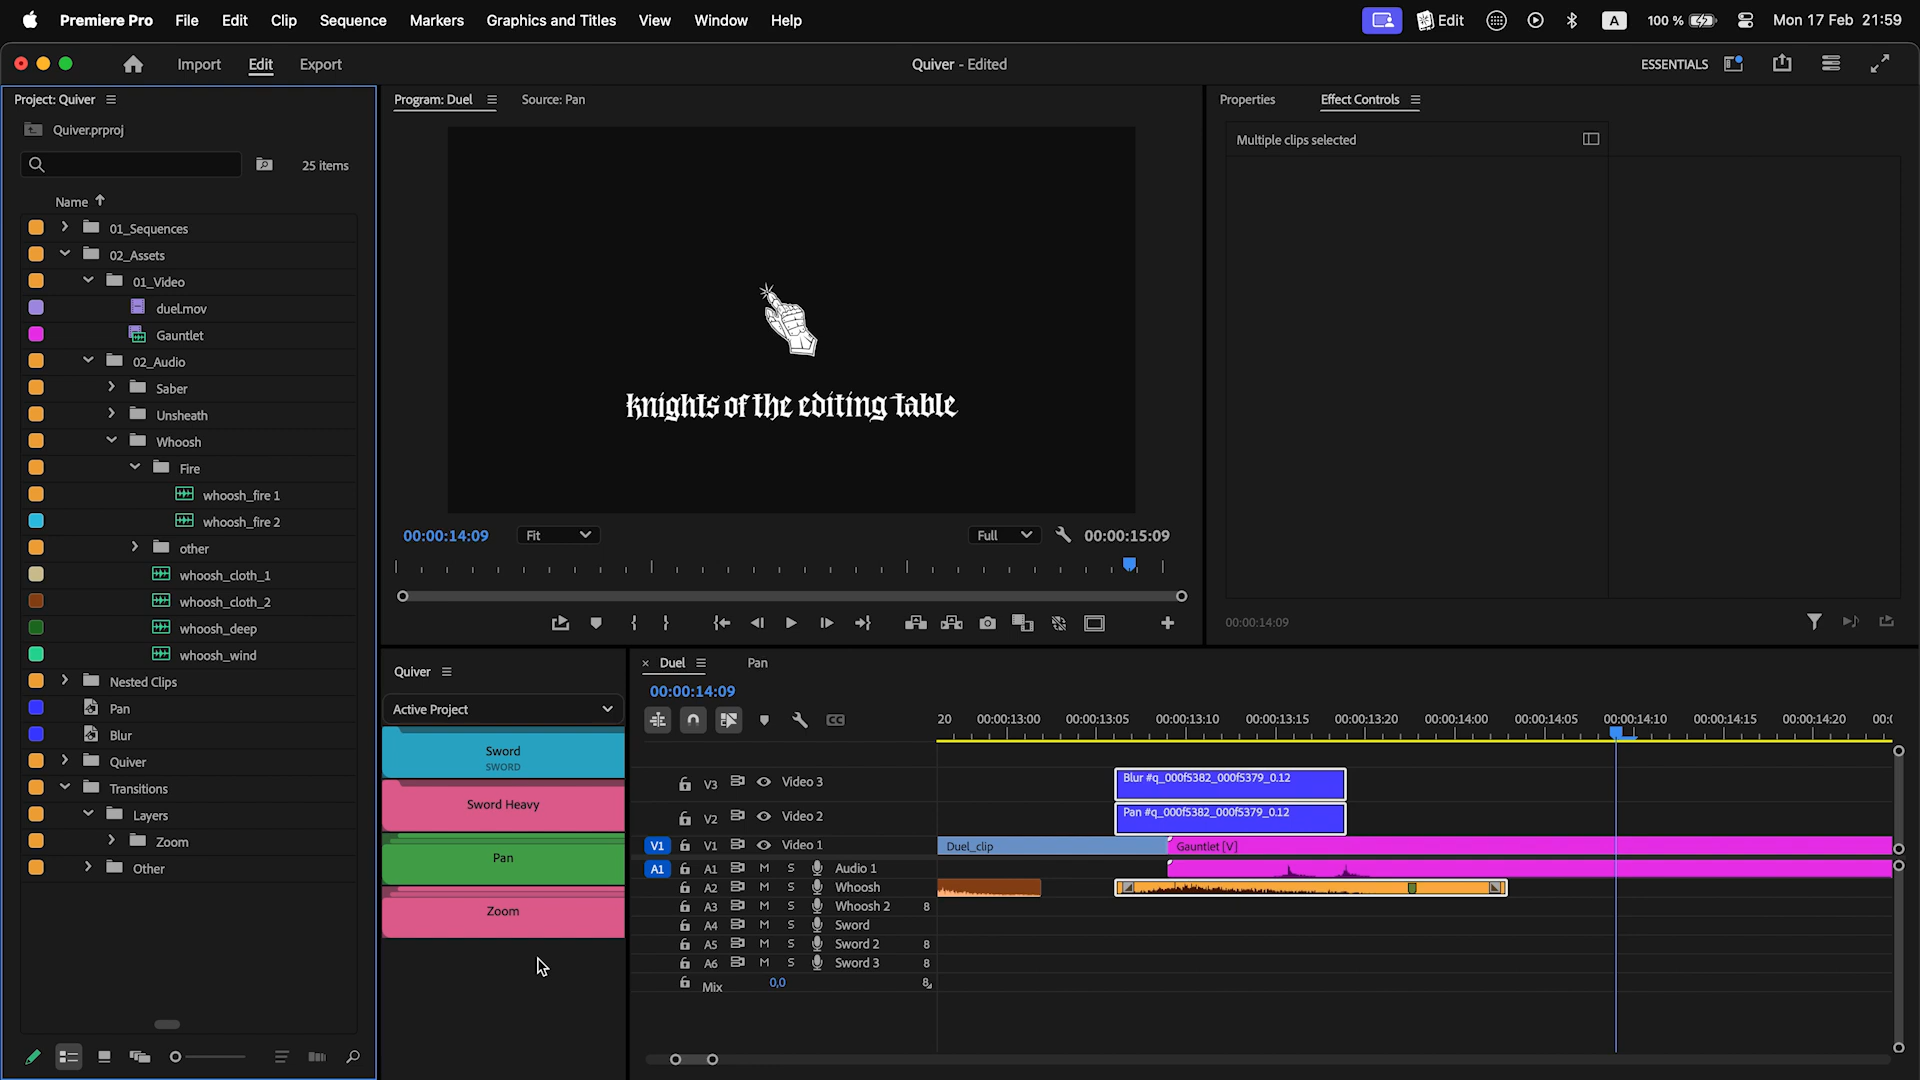 Premiere Pro File Edit Clip Sequence Markers Graphics and Titles View Window Help
Edit A 100 % Mon 17 Feb 21:59
Import Edit Export
Quiver - Edited
ESSENTIALS
Project: Quiver
Quiver.prproj
25 items
Name
01_Sequences
02_Assets
01_Video
duel.mov
Gauntlet
02_Audio
Saber
Unsheath
Whoosh
Fire
whoosh_fire 1
whoosh_fire 2
other
whoosh_cloth_1
whoosh_cloth_2
whoosh_deep
whoosh_wind
Nested Clips
Pan
Blur
Quiver
Transitions
Layers
Zoom
Other
Program: Duel Source: Pan
knights of the editing table
00:00:14:09 Fit Full 00:00:15:09
Properties Effect Controls
Multiple clips selected
00:00:14:09
Quiver
Active Project
Sword
SWORD
Sword Heavy
Pan
Zoom
Duel Pan
00:00:14:09
20 00:00:13:00 00:00:13:05 00:00:13:10 00:00:13:15 00:00:13:20 00:00:14:00 00:00:14:05 00:00:14:10 00:00:14:15 00:00:14:20 00:0
V3 Video 3 Blur #q_000f5382_000f5379_0.12
V2 Video 2 Pan #q_000f5382_000f5379_0.12
V1 V1 Video 1 Duel_clip Gauntlet [V]
A1 A1 M S Audio 1
A2 M S Whoosh
A3 M S Whoosh 2 8
A4 M S Sword
A5 M S Sword 2 8
A6 M S Sword 3 8
Mix 0,0 8